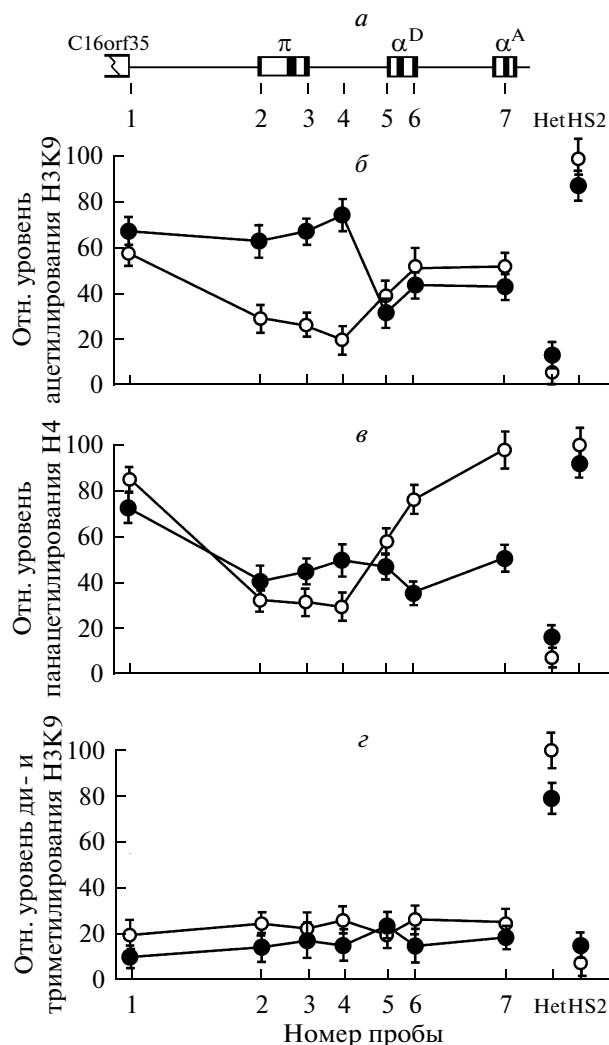 а
C16orf35
π
α^D
α^A
1 2 3 4 5 6 7 Het HS2
б
Отн. уровень
ацетилирования H3K9
100
80
60
40
20
0
в
Отн. уровень
панацетилирования H4
100
80
60
40
20
0
г
Отн. уровень ди- и
триметилирования H3K9
100
80
60
40
20
0
1 2 3 4 5 6 7 Het HS2
Номер пробы